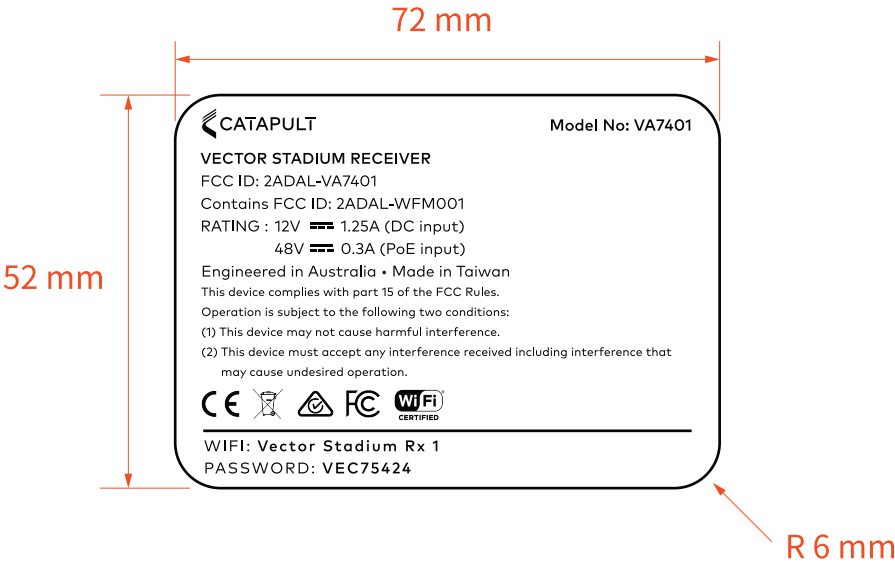 72 mm
CATAPULT
Model No: VA7401
VECTOR STADIUM RECEIVER
FCC ID: 2ADAL-VA7401
Contains FCC ID: 2ADAL-WFM001
RATING : 12V 1.25A (DC input)
48V 0.3A (PoE input)
52 mm
Engineered in Australia • Made in Taiwan
This device complies with part 15 of the FCC Rules.
Operation is subject to the following two conditions:
(1) This device may not cause harmful interference.
(2) This device must accept any interference received including interference that
may cause undesired operation.
CE FC Wi Fi CERTIFIED
WIFI: Vector Stadium Rx 1
PASSWORD: VEC75424
R 6 mm